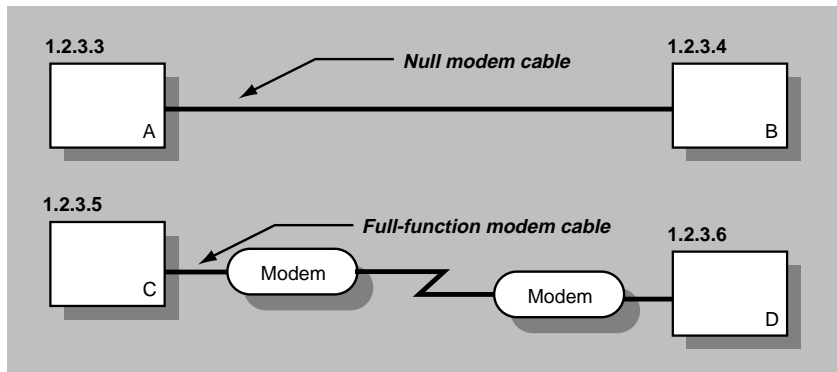 1.2.3.3
1.2.3.4
Null modem cable
A
B
1.2.3.5
Full-function modem cable
1.2.3.6
C
Modem
Modem
D